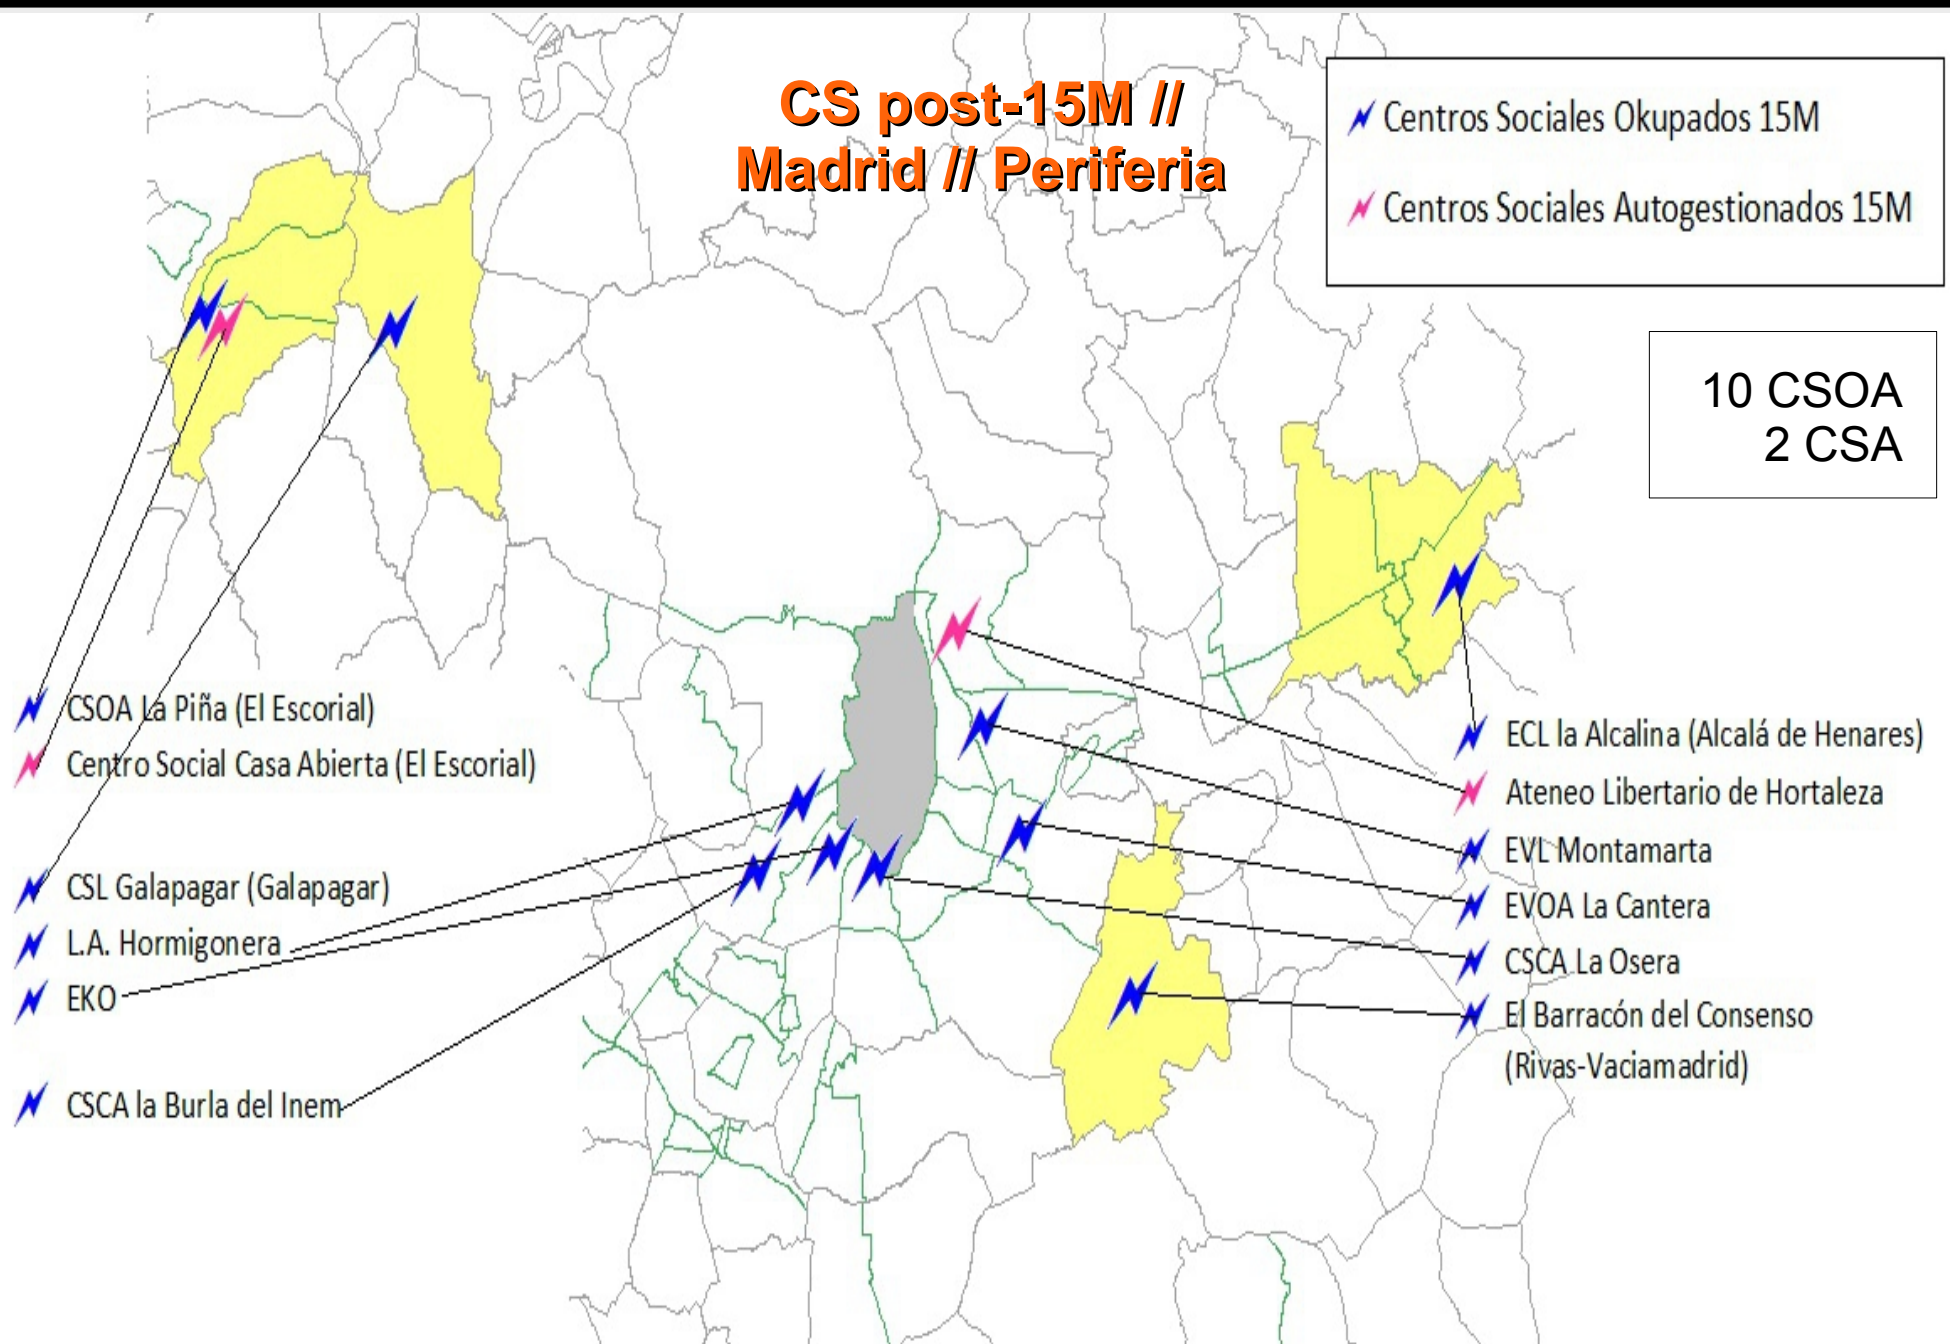 CS post-15M //
Madrid // Periferia
Centros Sociales Okupados 15M
Centros Sociales Autogestionados 15M
10 CSOA
2 CSA
CSOA La Piña (El Escorial)
Centro Social Casa Abierta (El Escorial)
CSL Galapagar (Galapagar)
L.A. Hormigonera
EKO
CSCA la Burla del Inem
ECL la Alcalina (Alcalá de Henares)
Ateneo Libertario de Hortaleza
EVL Montamarta
EVOA La Cantera
CSCA La Osera
El Barracón del Consenso
(Rivas-Vaciamadrid)